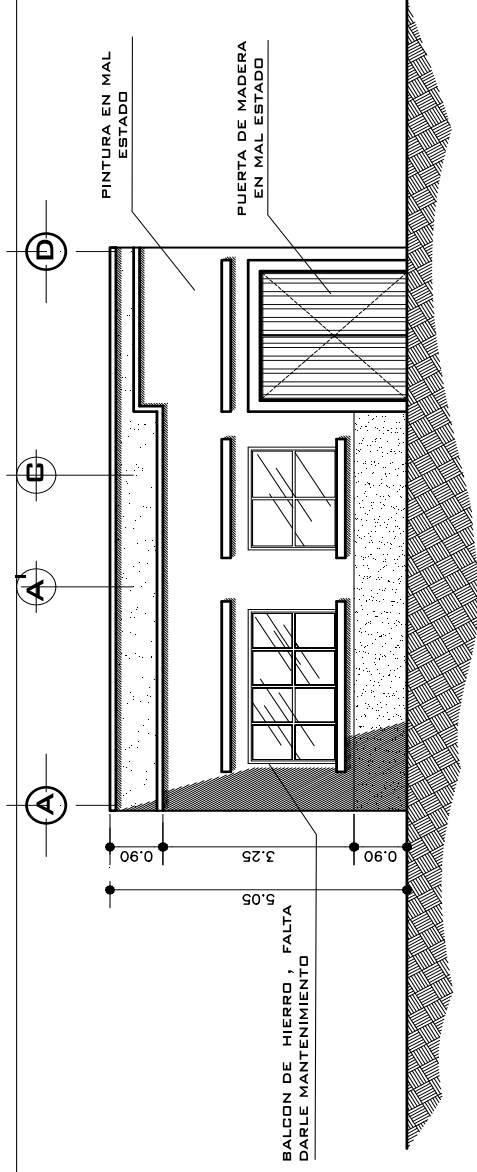 A
A'
C
D
PINTURA EN MAL
ESTADO
PUERTA DE MADERA
EN MAL ESTADO
0.90
3.25
0.90
5.05
BALCON DE HIERRO , FALTA
DARLE MANTENIMIENTO